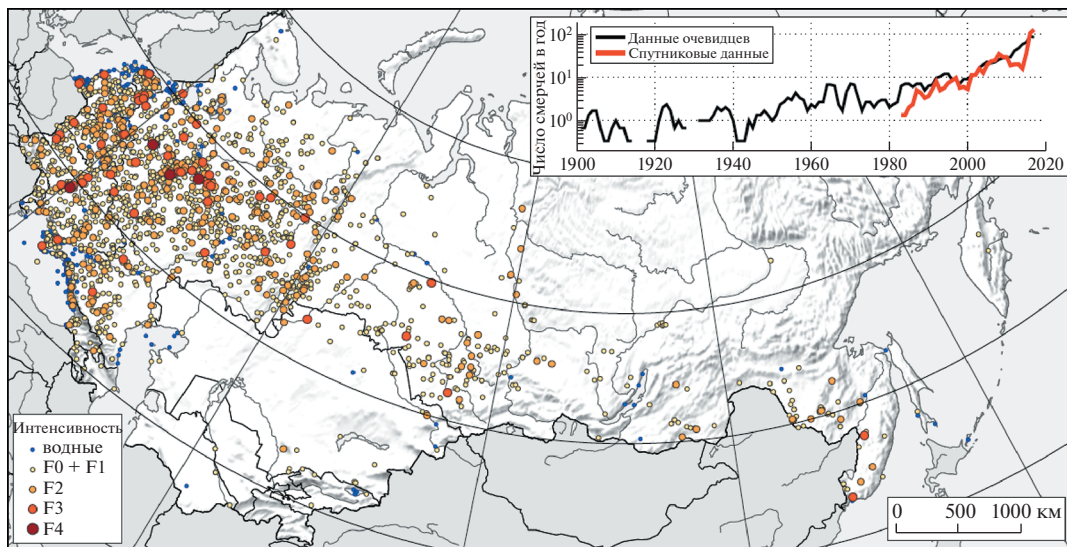 Данные очевидцев
Спутниковые данные
Число смерчей в год
10²
10¹
10⁰
1900 1920 1940 1960 1980 2000 2020
Интенсивность
водные
F0 + F1
F2
F3
F4
0 500 1000 км